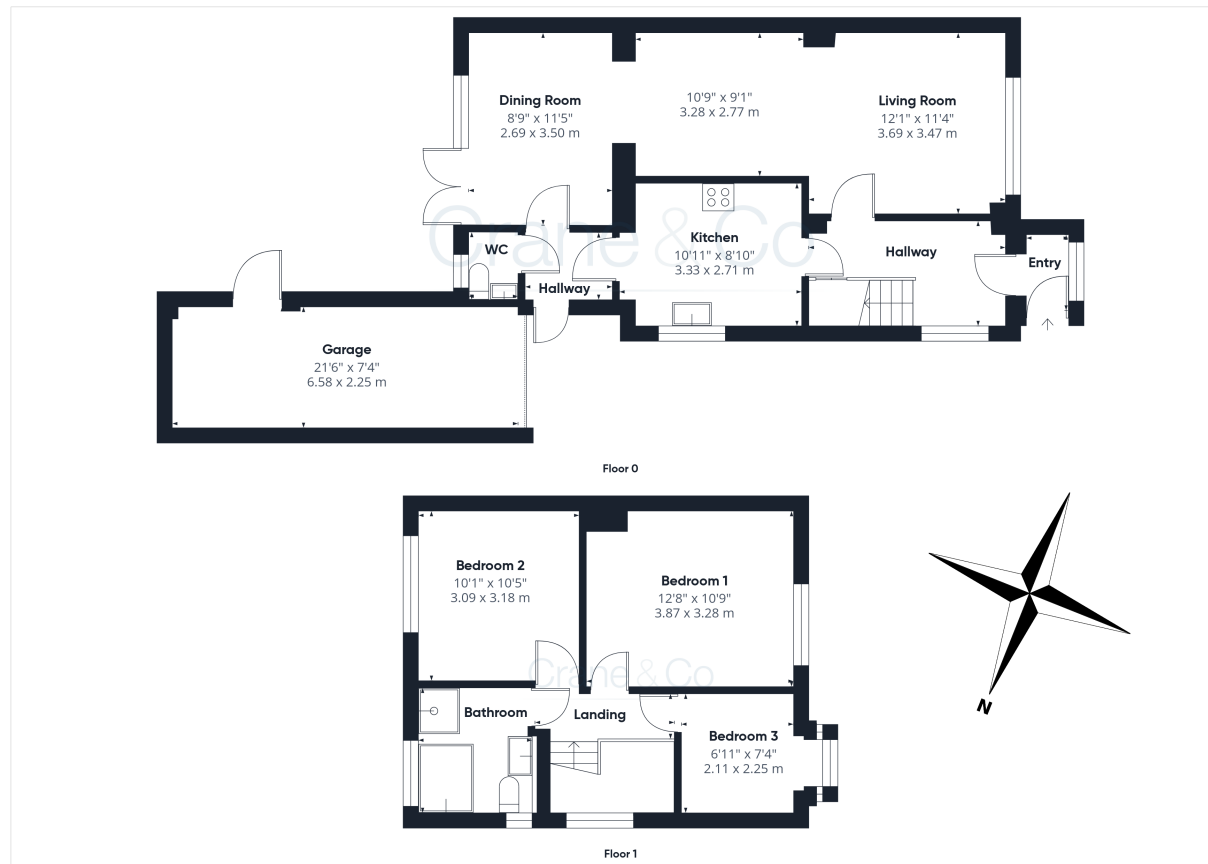 Dining Room
8'9" x 11'5"
2.69 x 3.50 m
10'9" x 9'1"
3.28 x 2.77 m
Living Room
12'1" x 11'4"
3.69 x 3.47 m
Crane & Co
WC
Kitchen
10'11" x 8'10"
3.33 x 2.71 m
Hallway
Entry
Hallway
Garage
21'6" x 7'4"
6.58 x 2.25 m
Floor 0
Bedroom 2
10'1" x 10'5"
3.09 x 3.18 m
Bedroom 1
12'8" x 10'9"
3.87 x 3.28 m
Crane & Co
Bathroom
Landing
Bedroom 3
6'11" x 7'4"
2.11 x 2.25 m
N
Floor 1